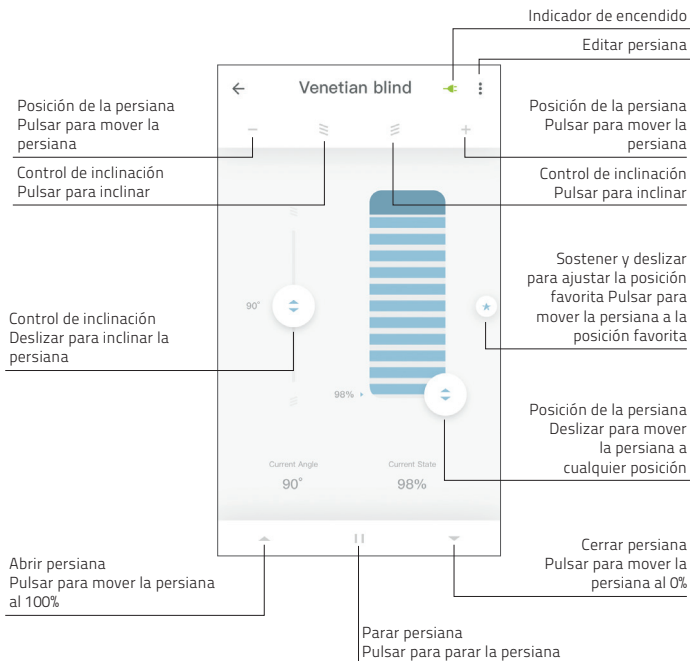 Indicador de encendido
Editar persiana
Venetian blind
Posición de la persiana
Pulsar para mover la
persiana
Posición de la persiana
Pulsar para mover la
persiana
Control de inclinación
Pulsar para inclinar
Control de inclinación
Pulsar para inclinar
Sostener y deslizar
para ajustar la posición
favorita Pulsar para
mover la persiana a la
posición favorita
90°
Control de inclinación
Deslizar para inclinar la
persiana
98%
Posición de la persiana
Deslizar para mover
la persiana a
cualquier posición
Current Angle
90°
Current State
98%
Abrir persiana
Pulsar para mover la persiana
al 100%
Cerrar persiana
Pulsar para mover la
persiana al 0%
Parar persiana
Pulsar para parar la persiana